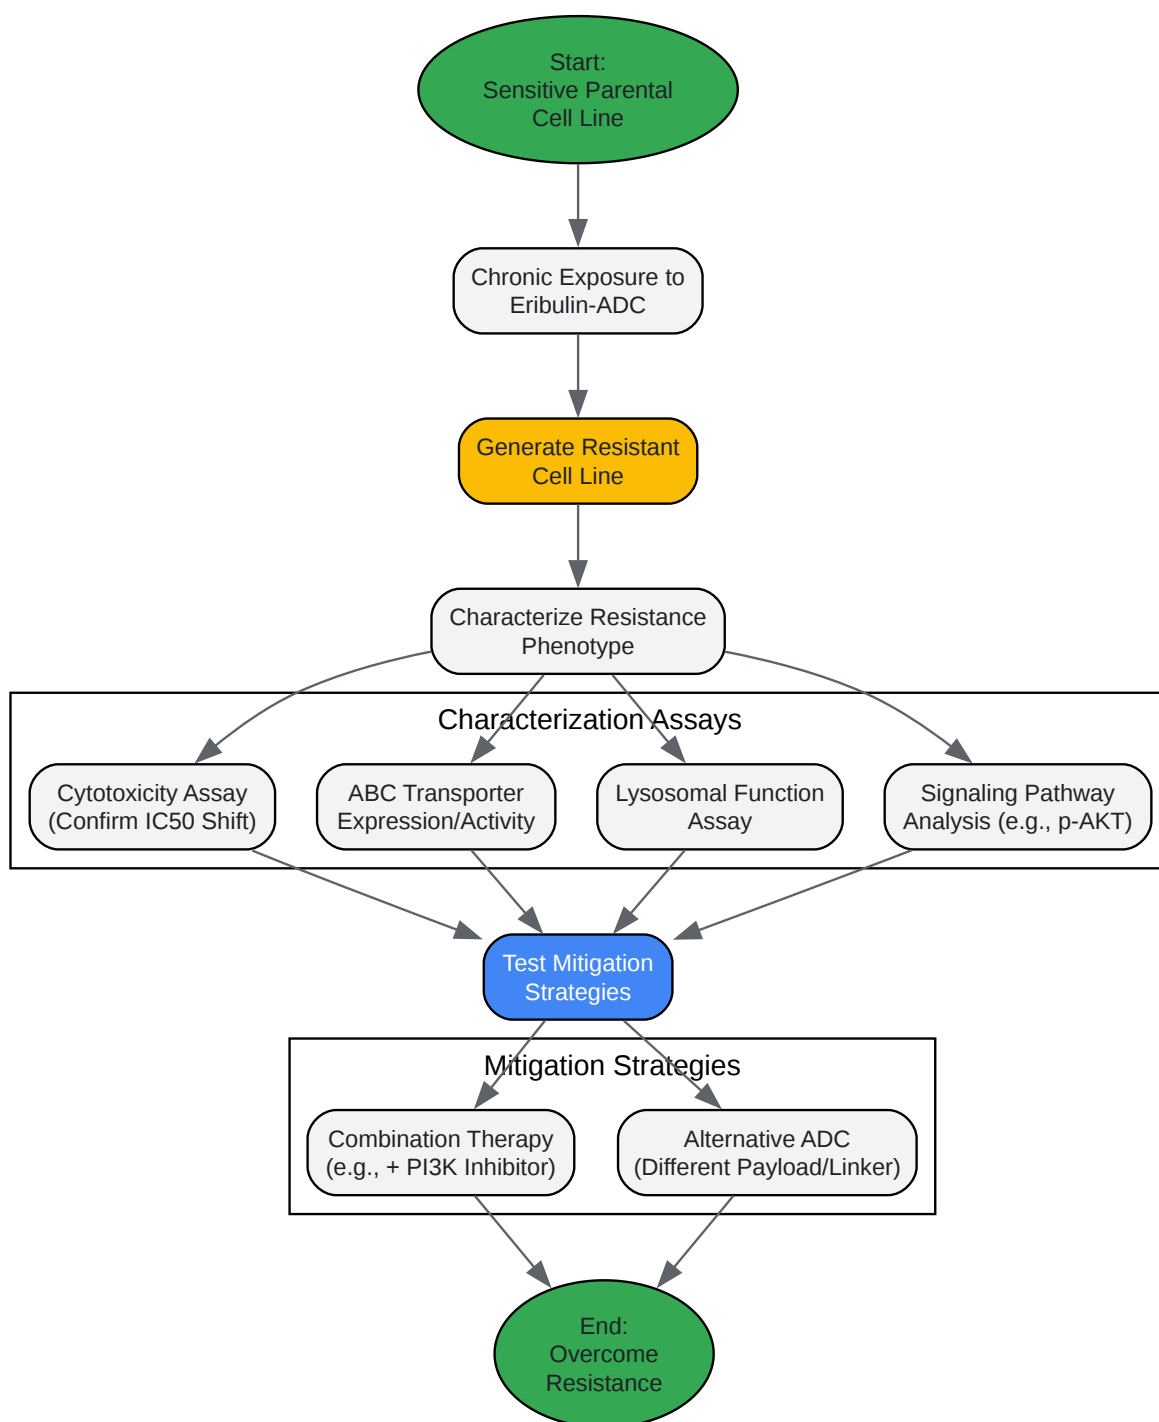 Start:
Sensitive Parental
Cell Line
Chronic Exposure to
Eribulin-ADC
Generate Resistant
Cell Line
Characterize Resistance
Phenotype
Characterization Assays
Cytotoxicity Assay
(Confirm IC50 Shift)
ABC Transporter
Expression/Activity
Lysosomal Function
Assay
Signaling Pathway
Analysis (e.g., p-AKT)
Test Mitigation
Strategies
Mitigation Strategies
Combination Therapy
(e.g., + PI3K Inhibitor)
Alternative ADC
(Different Payload/Linker)
End:
Overcome
Resistance